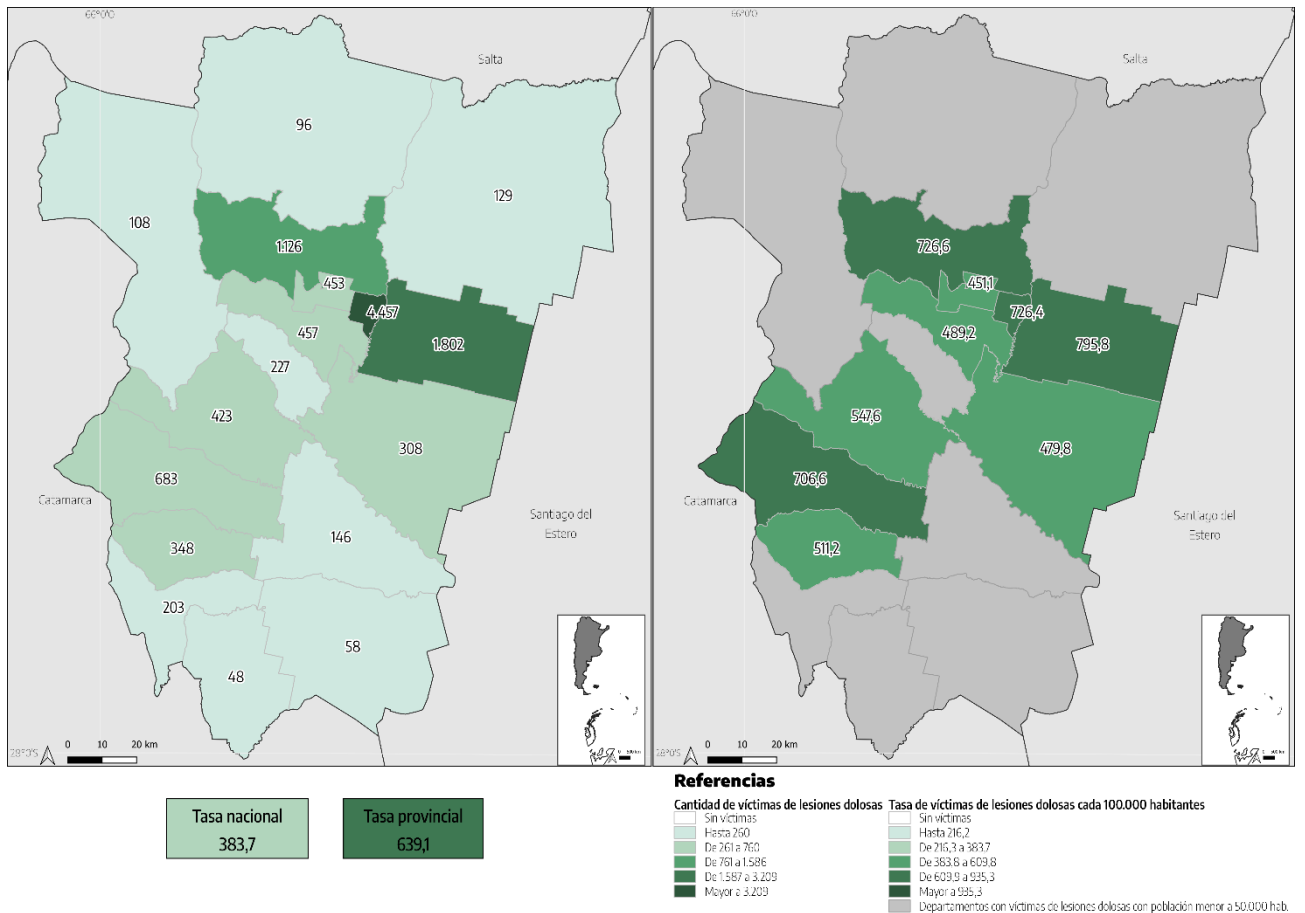 66°0'0
Salta
96
129
108
1.126
453
4.457
457
1.802
227
423
308
683
Catamarca
Santiago del
Estero
146
348
203
58
48
28°0'S
0 10 20 km
66°0'0
Salta
726,6
451,1
726,4
489,2
795,8
547,6
479,8
706,6
Catamarca
Santiago del
Estero
511,2
28°0'S
0 10 20 km
Tasa nacional
383,7
Tasa provincial
639,1
Referencias
Cantidad de víctimas de lesiones dolosas
Sin víctimas
Hasta 260
De 261 a 760
De 761 a 1.586
De 1.587 a 3.209
Mayor a 3.209
Tasa de víctimas de lesiones dolosas cada 100.000 habitantes
Sin víctimas
Hasta 216,2
De 216,3 a 383,7
De 383,8 a 609,8
De 609,9 a 935,3
Mayor a 935,3
Departamentos con víctimas de lesiones dolosas con población menor a 50.000 hab.